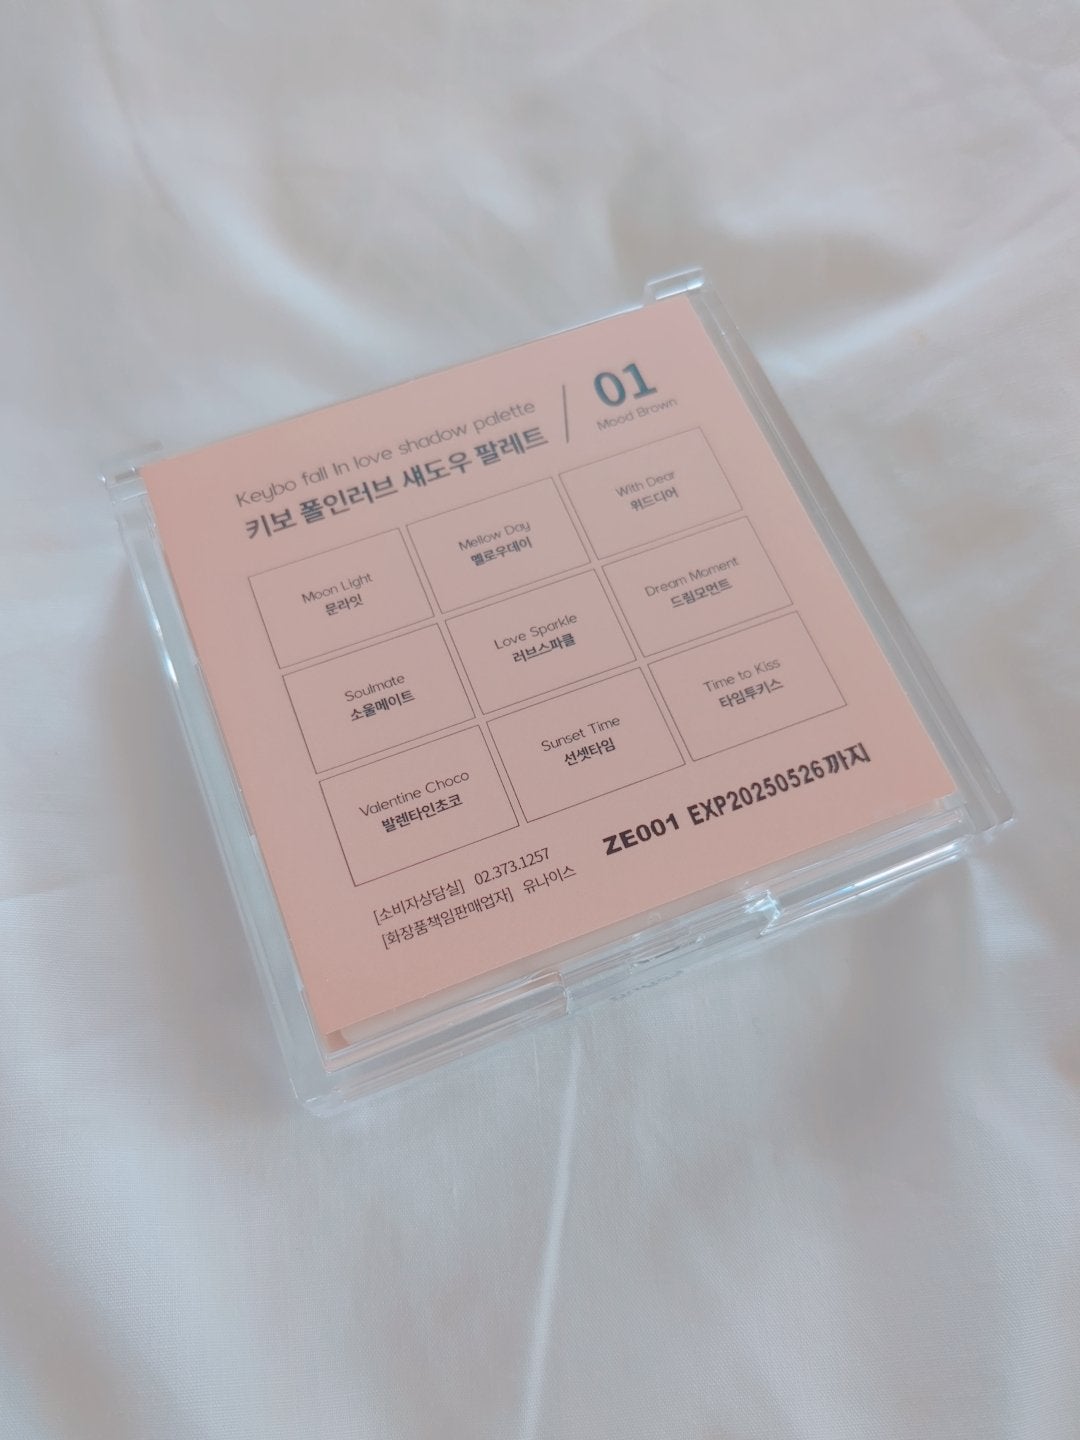 Keybo fall In love shadow palette
키보 폴인러브 섀도우 팔레트
01
Mood Brown
Moon Light
문라잇
Mellow Day
멜로우데이
With Dear
위드디어
Soulmate
소울메이트
Love Sparkle
러브스파클
Dream Moment
드림모먼트
Valentine Choco
발렌타인초코
Sunset Time
선셋타임
Time to Kiss
타임투키스
ZE001 EXP20250526까지
[소비자상담실] 02.373.1257
[화장품책임판매업자] 유나이스